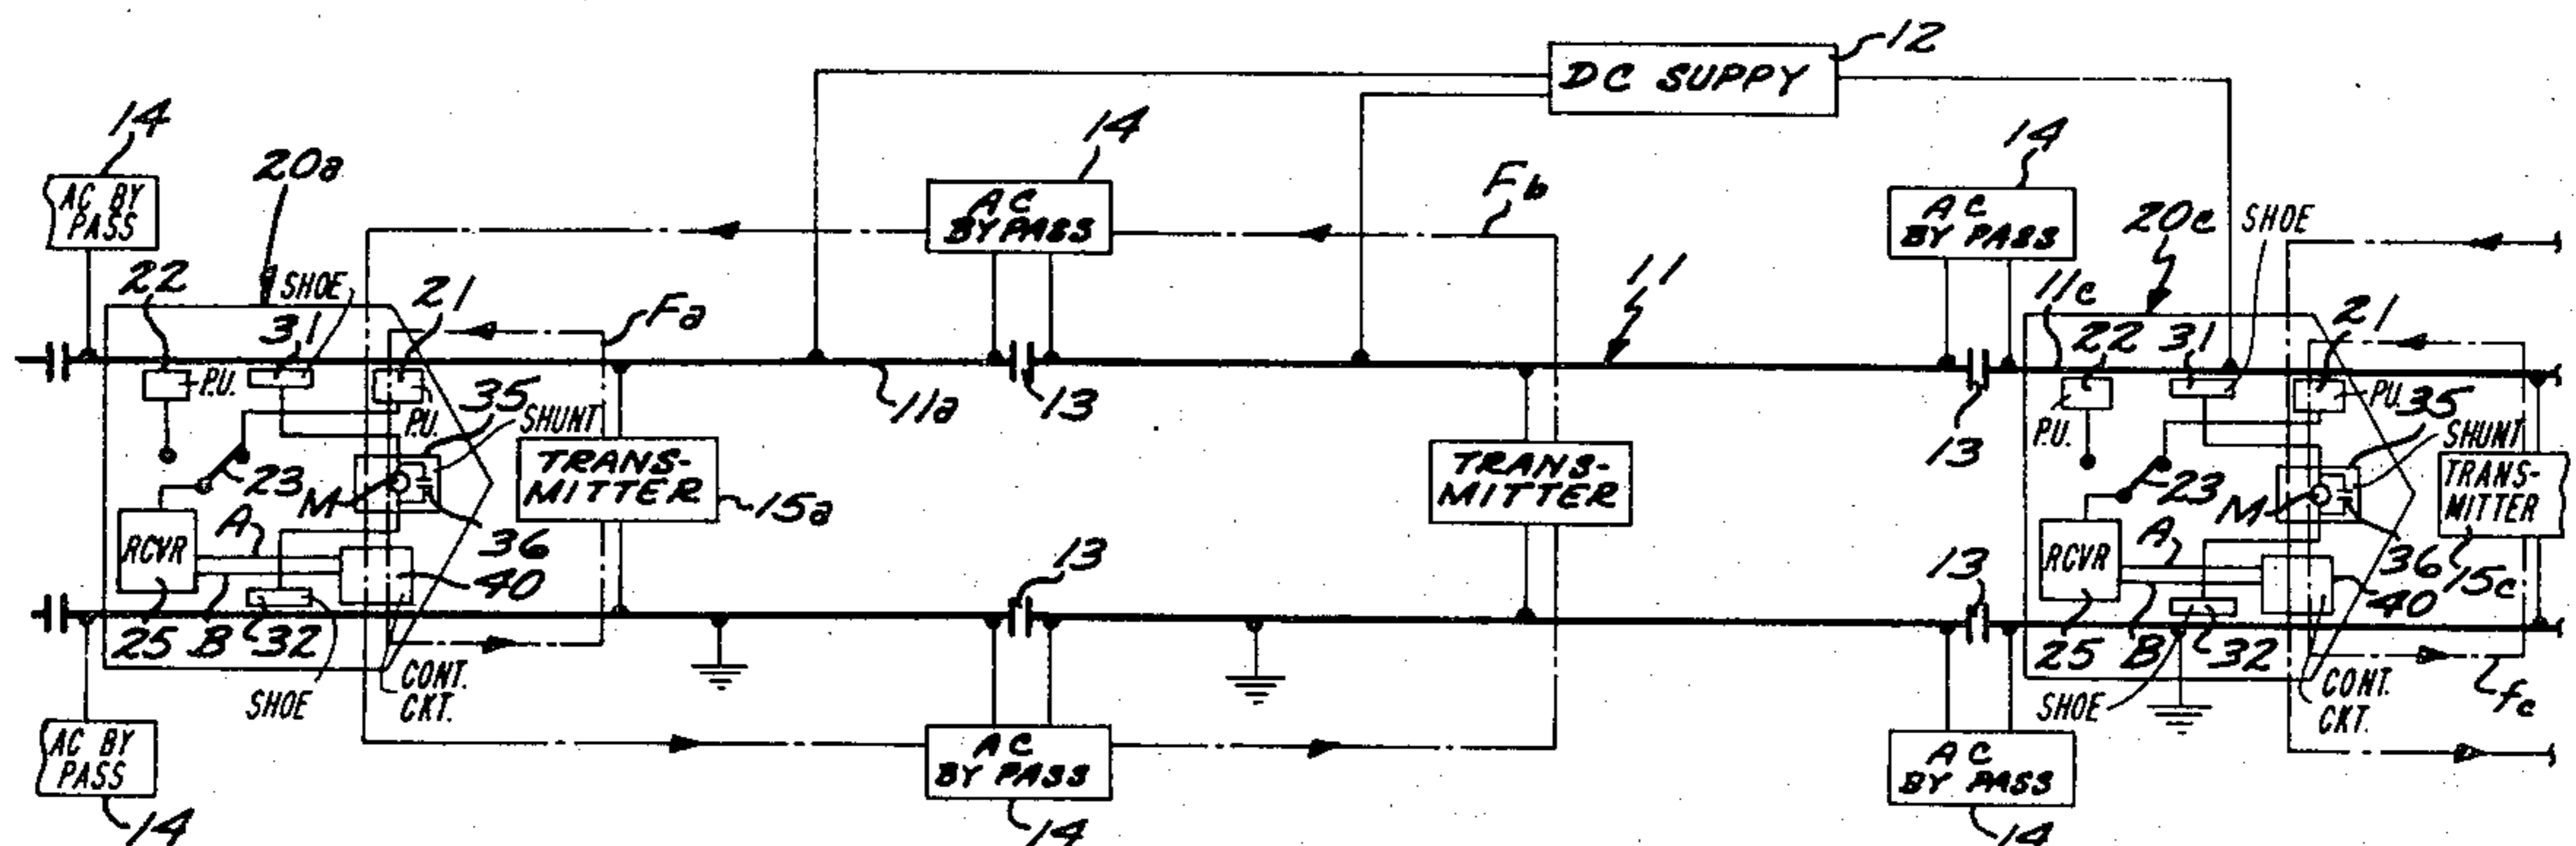 12
DC SUPPY
14
AC BY
PASS
20a
14
AC
BYPASS
Fb
14
AC
BY PASS
20c
SHOE
22
SHOE
31
21
Fa
11
11c
22
31
21
P.U.
P.U.
35
SHUNT
11a
13
13
P.U.
P.U.
35
SHUNT
23
M
TRANS-
MITTER
15a
TRANS-
MITTER
23
M
TRANS-
MITTER
RCVR
A
36
40
13
13
RCVR
A
36
15c
40
25
B
32
SHOE
CONT.
CKT.
25
B
32
SHOE
CONT.
CKT.
fc
AC BY
PASS
14
AC
BY PASS
14
AC
BY PASS
14